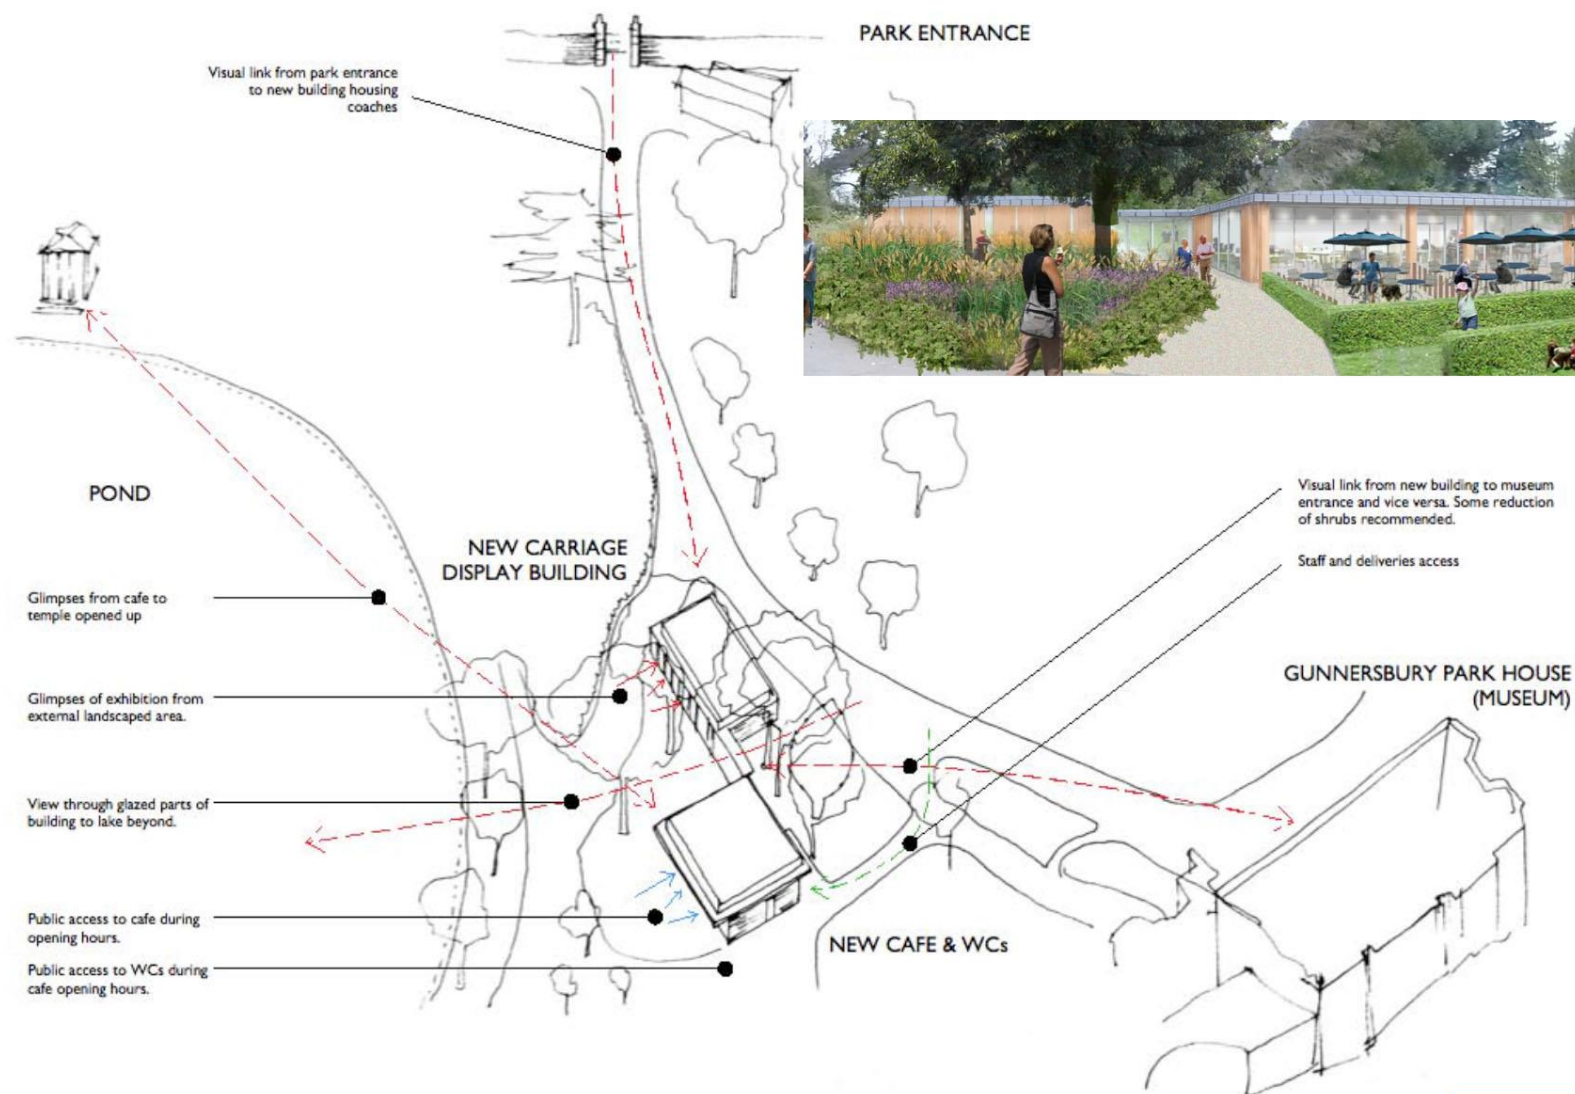 PARK ENTRANCE
Visual link from park entrance
to new building housing
coaches
POND
Visual link from new building to museum
entrance and vice versa. Some reduction
of shrubs recommended.
NEW CARRIAGE
DISPLAY BUILDING
Staff and deliveries access
Glimpses from cafe to
temple opened up
GUNNERSBURY PARK HOUSE
(MUSEUM)
Glimpses of exhibition from
external landscaped area.
View through glazed parts of
building to lake beyond.
Public access to cafe during
opening hours.
NEW CAFE & WCs
Public access to WCs during
cafe opening hours.